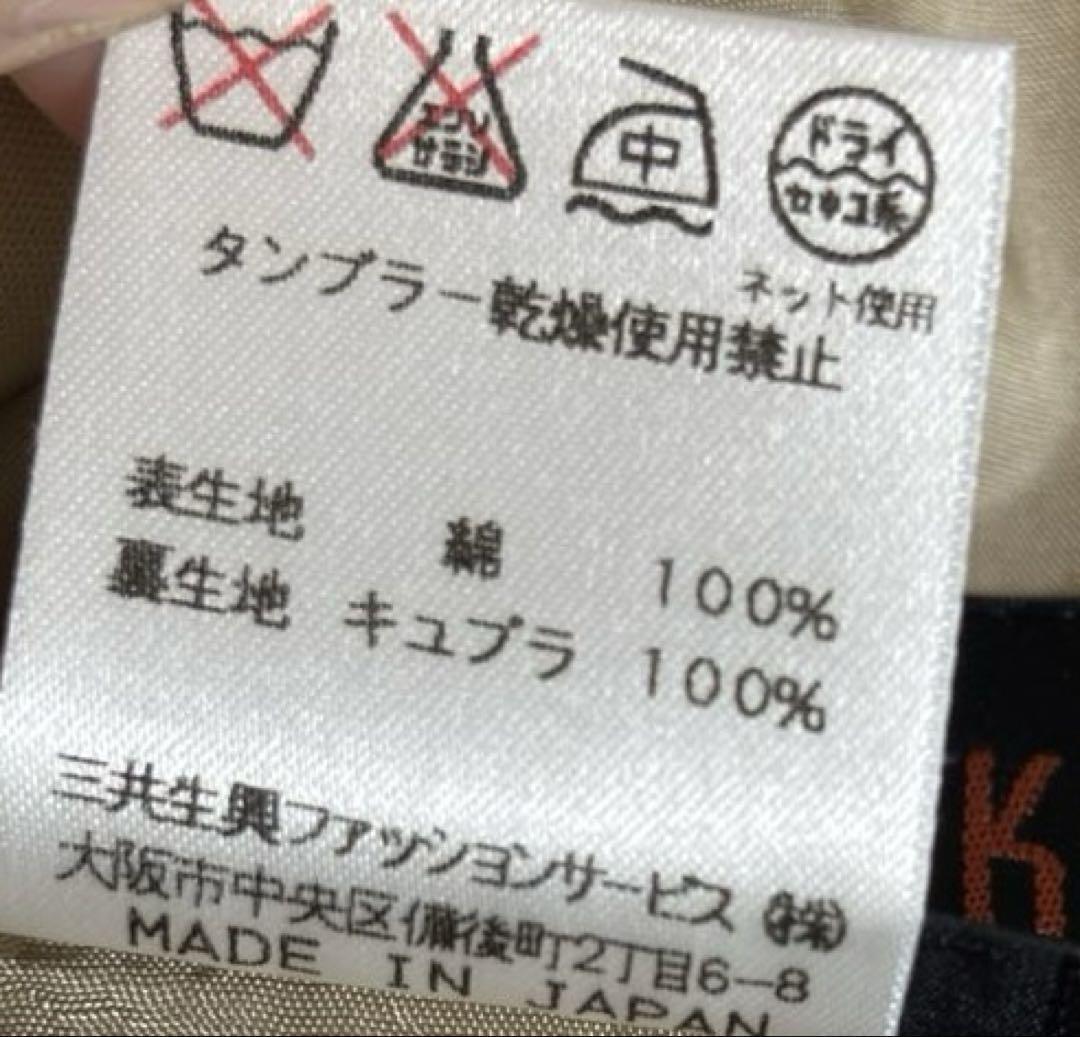 エンソ
サラシ
中
ドライ
セキユ系
ネット使用
タンブラー乾燥使用禁止
表生地 綿 100%
裏生地 キュプラ 100%
三共生興ファッションサービス ㈱
大阪市中央区備後町2丁目6-8
MADE IN JAPAN
K